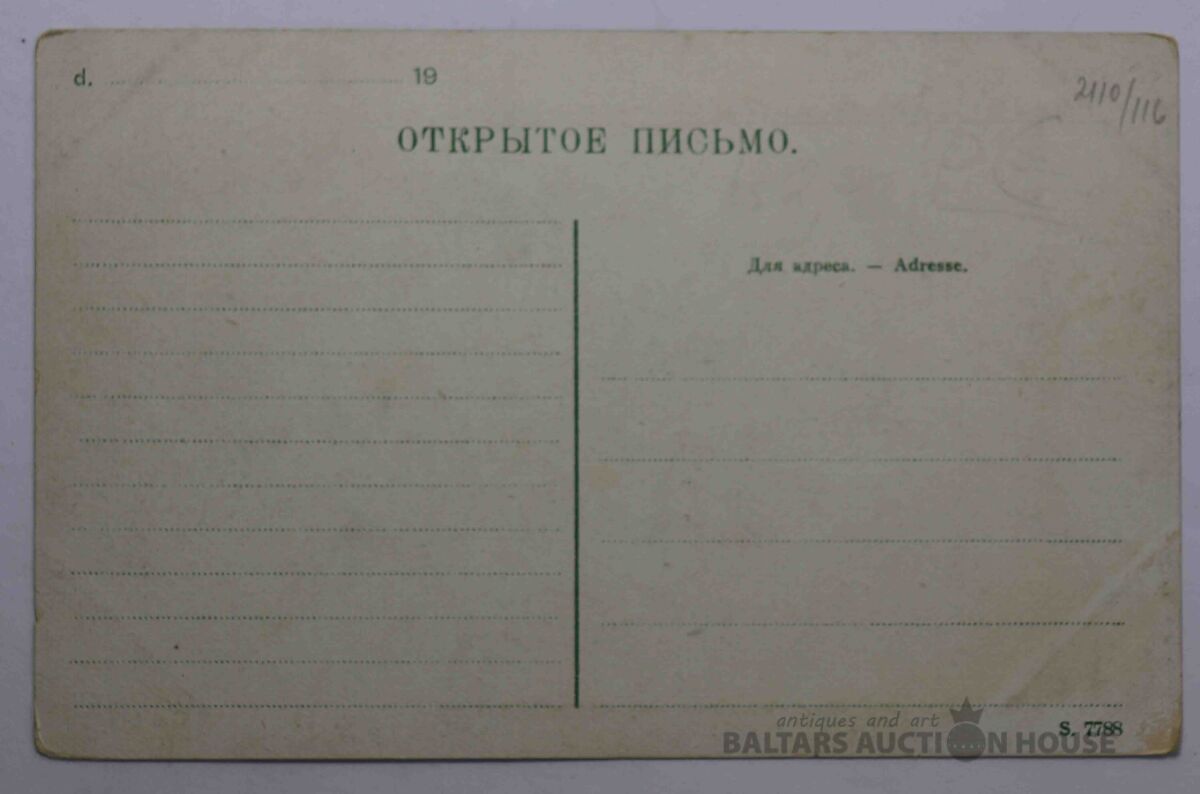 d. 19
2110/116
ОТКРЫТОЕ ПИСЬМО.
Для адреса. — Adresse.
S. 7788
antiques and art
BALTARS AUCTION HOUSE